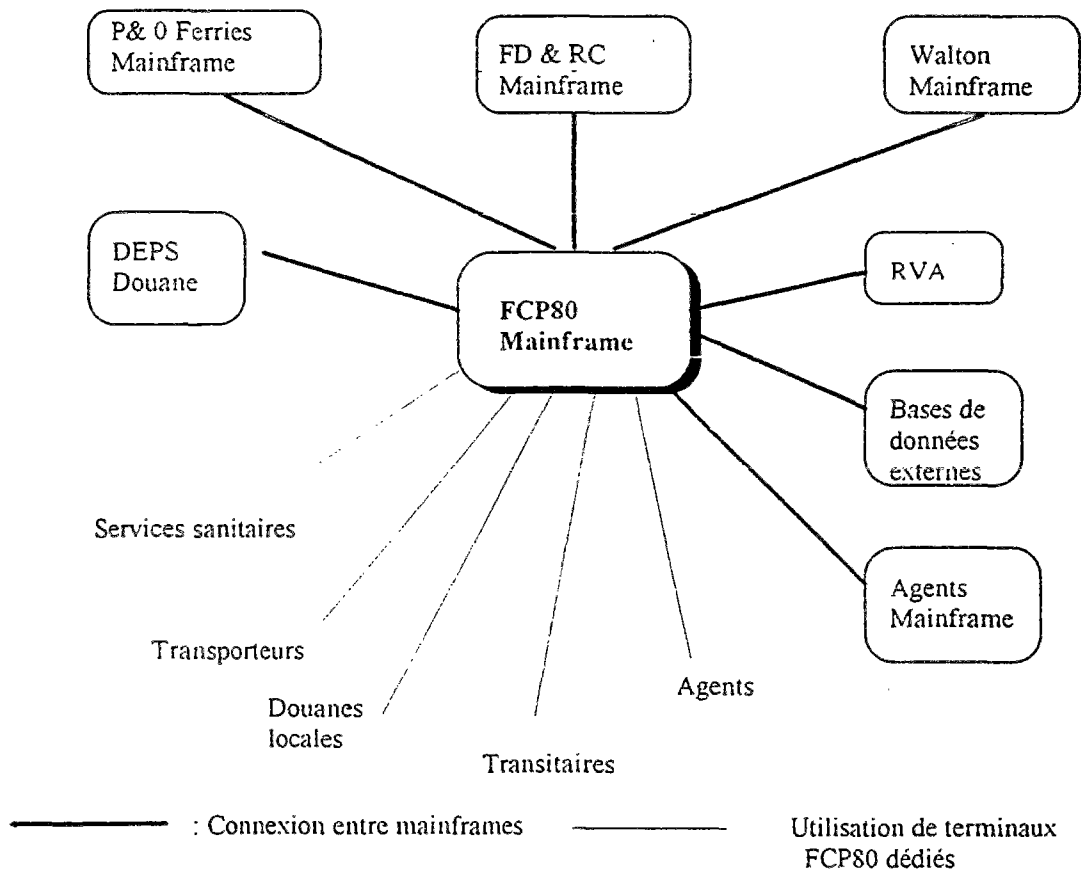 P& 0 Ferries
Mainframe
FD & RC
Mainframe
Walton
Mainframe
DEPS
Douane
FCP80
Mainframe
RVA
Bases de
données
externes
Services sanitaires
Agents
Mainframe
Transporteurs
Agents
Douanes
locales
Transitaires
: Connexion entre mainframes
Utilisation de terminaux
FCP80 dédiés